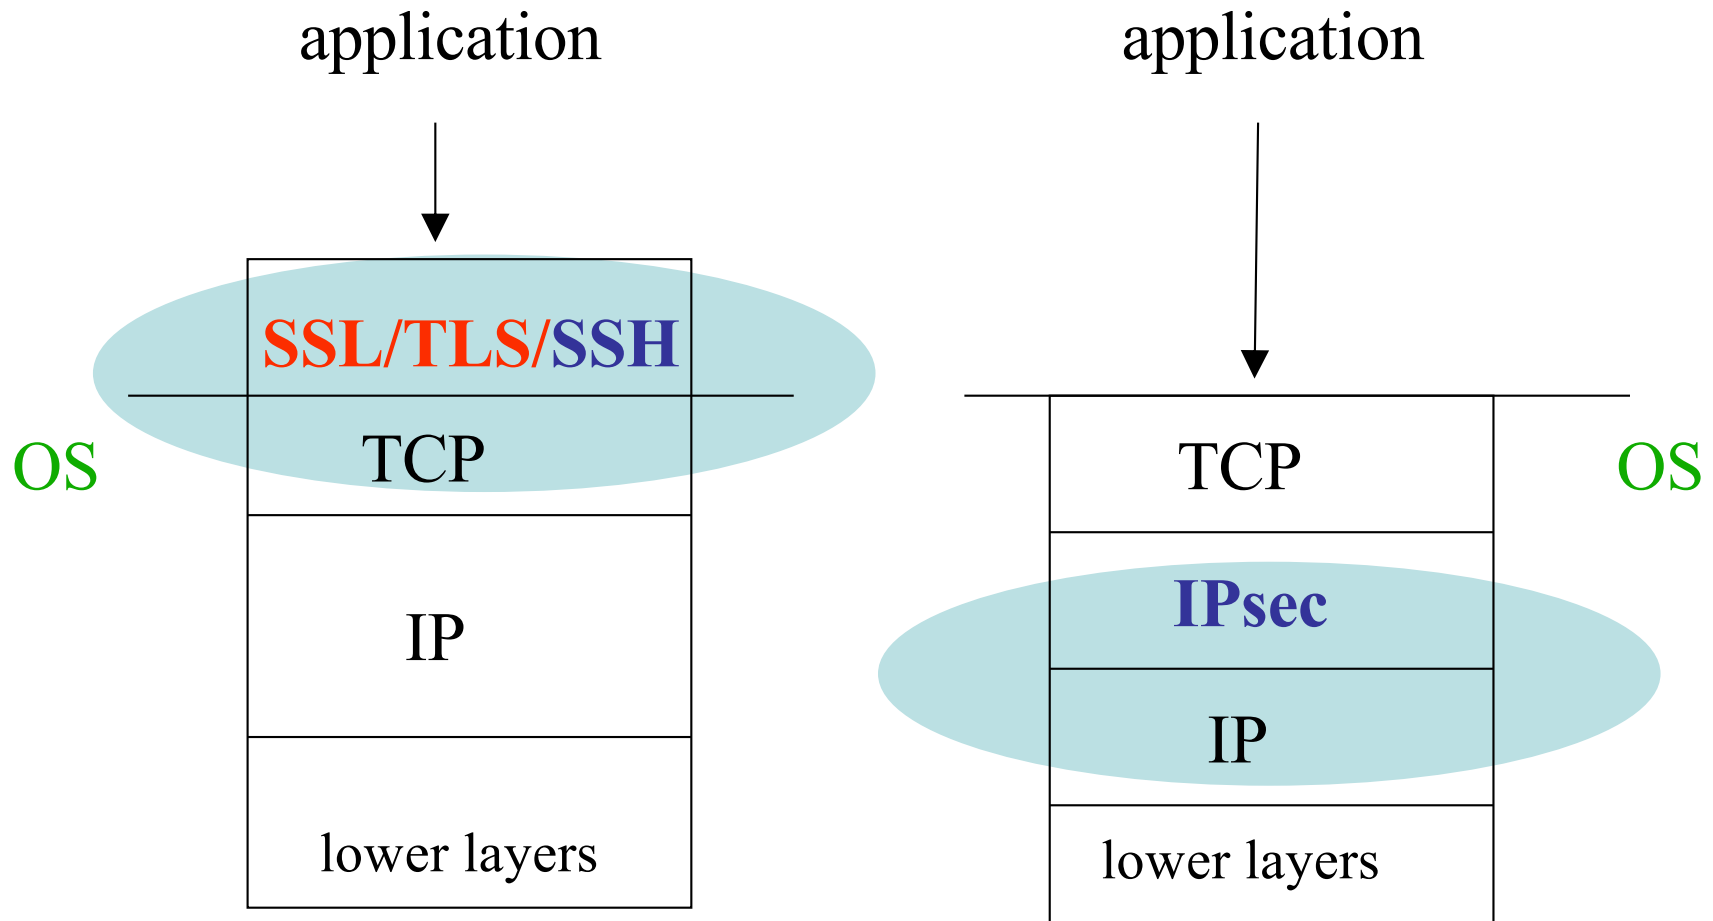 application
SSL/TLS/SSH
OS
TCP
IP
lower layers
application
TCP
OS
IPsec
IP
lower layers